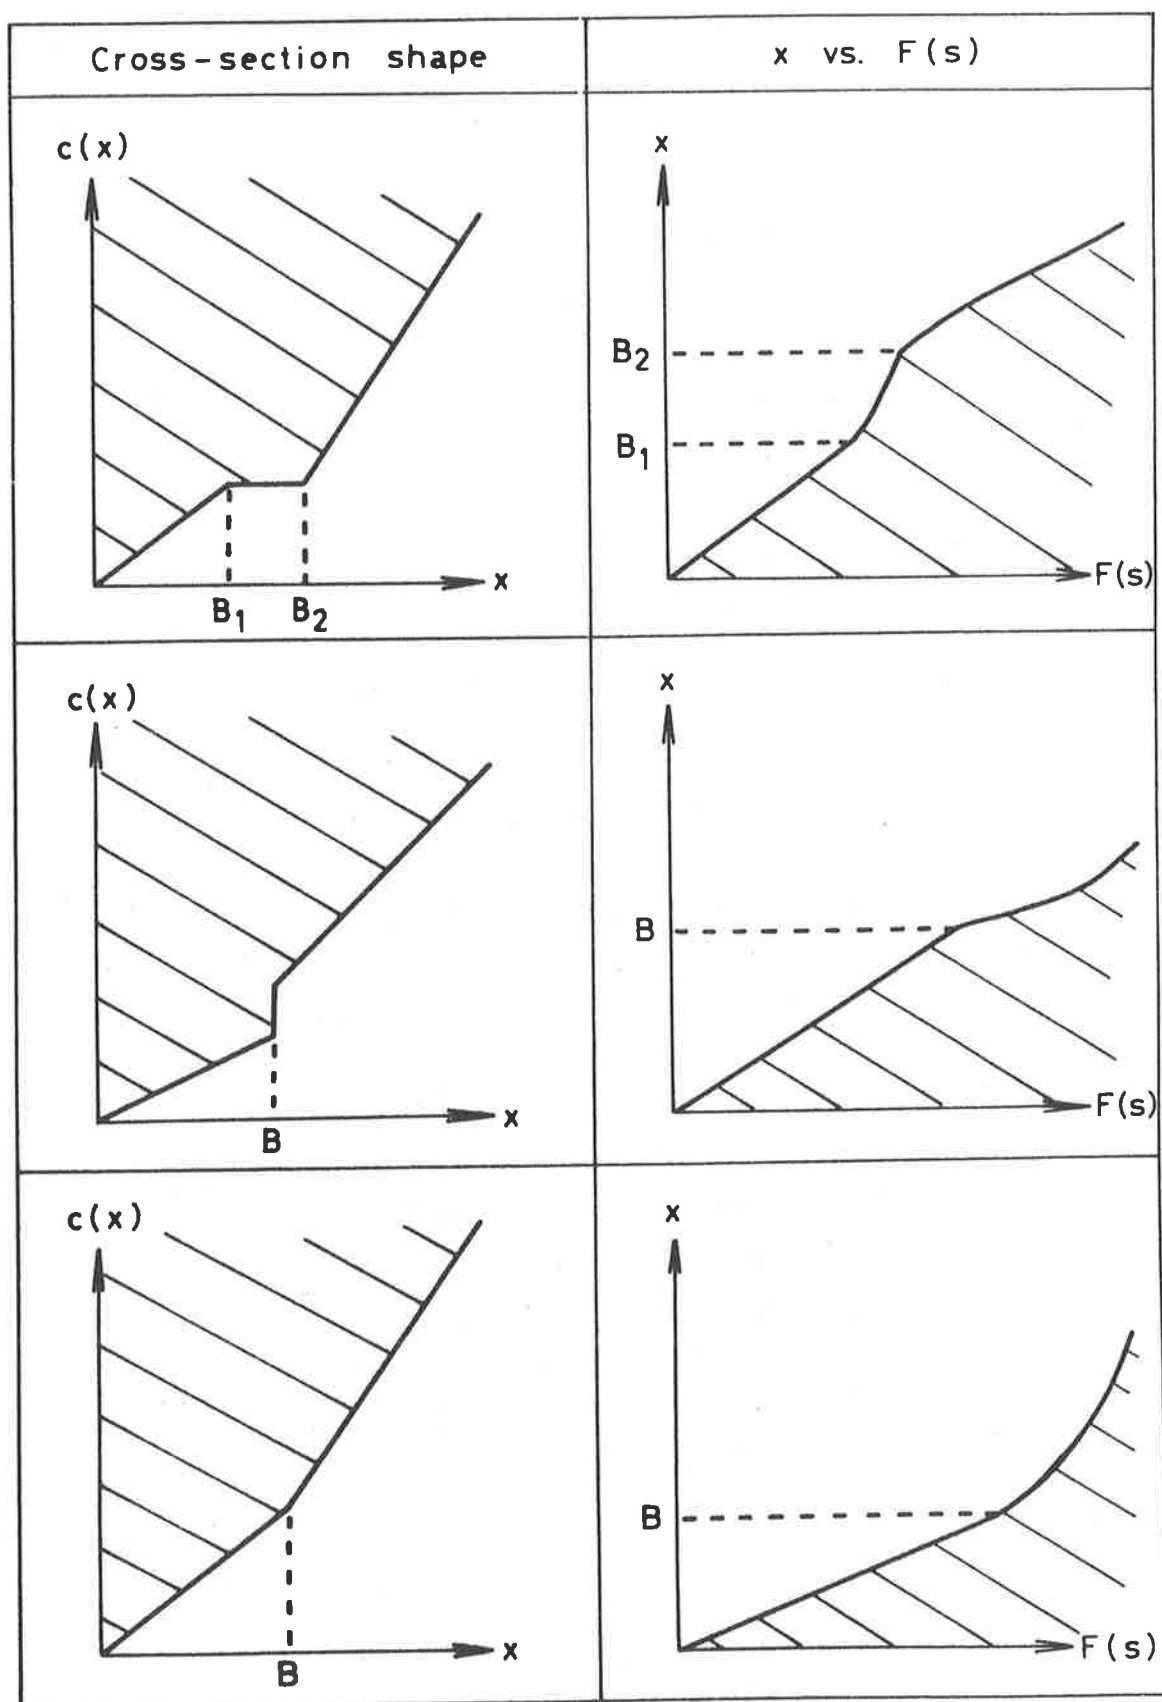 Cross-section shape
x vs. F(s)
c(x)
B1 B2
x
x
B2
B1
F(s)
c(x)
B
x
x
B
F(s)
c(x)
B
x
x
B
F(s)